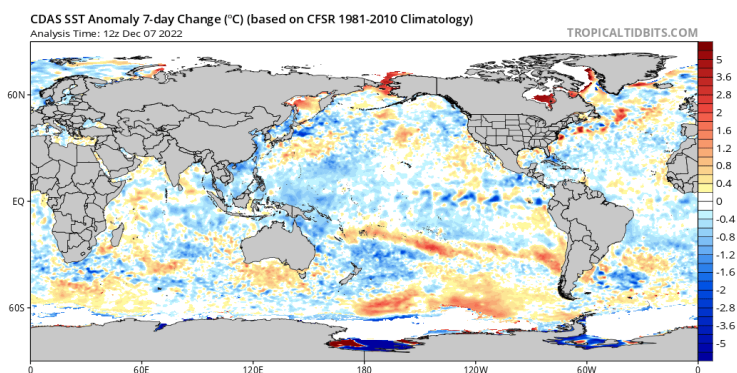 CDAS SST Anomaly 7-day Change (°C) (based on CFSR 1981-2010 Climatology)
Analysis Time: 12z Dec 07 2022
TROPICALTIDBITS.COM
60N
EQ
60S
0
60E
120E
180
120W
60W
0
5
3.6
2.8
2
1.6
1.2
0.8
0.4
0
-0.4
-0.8
-1.2
-1.6
-2
-2.8
-3.6
-5